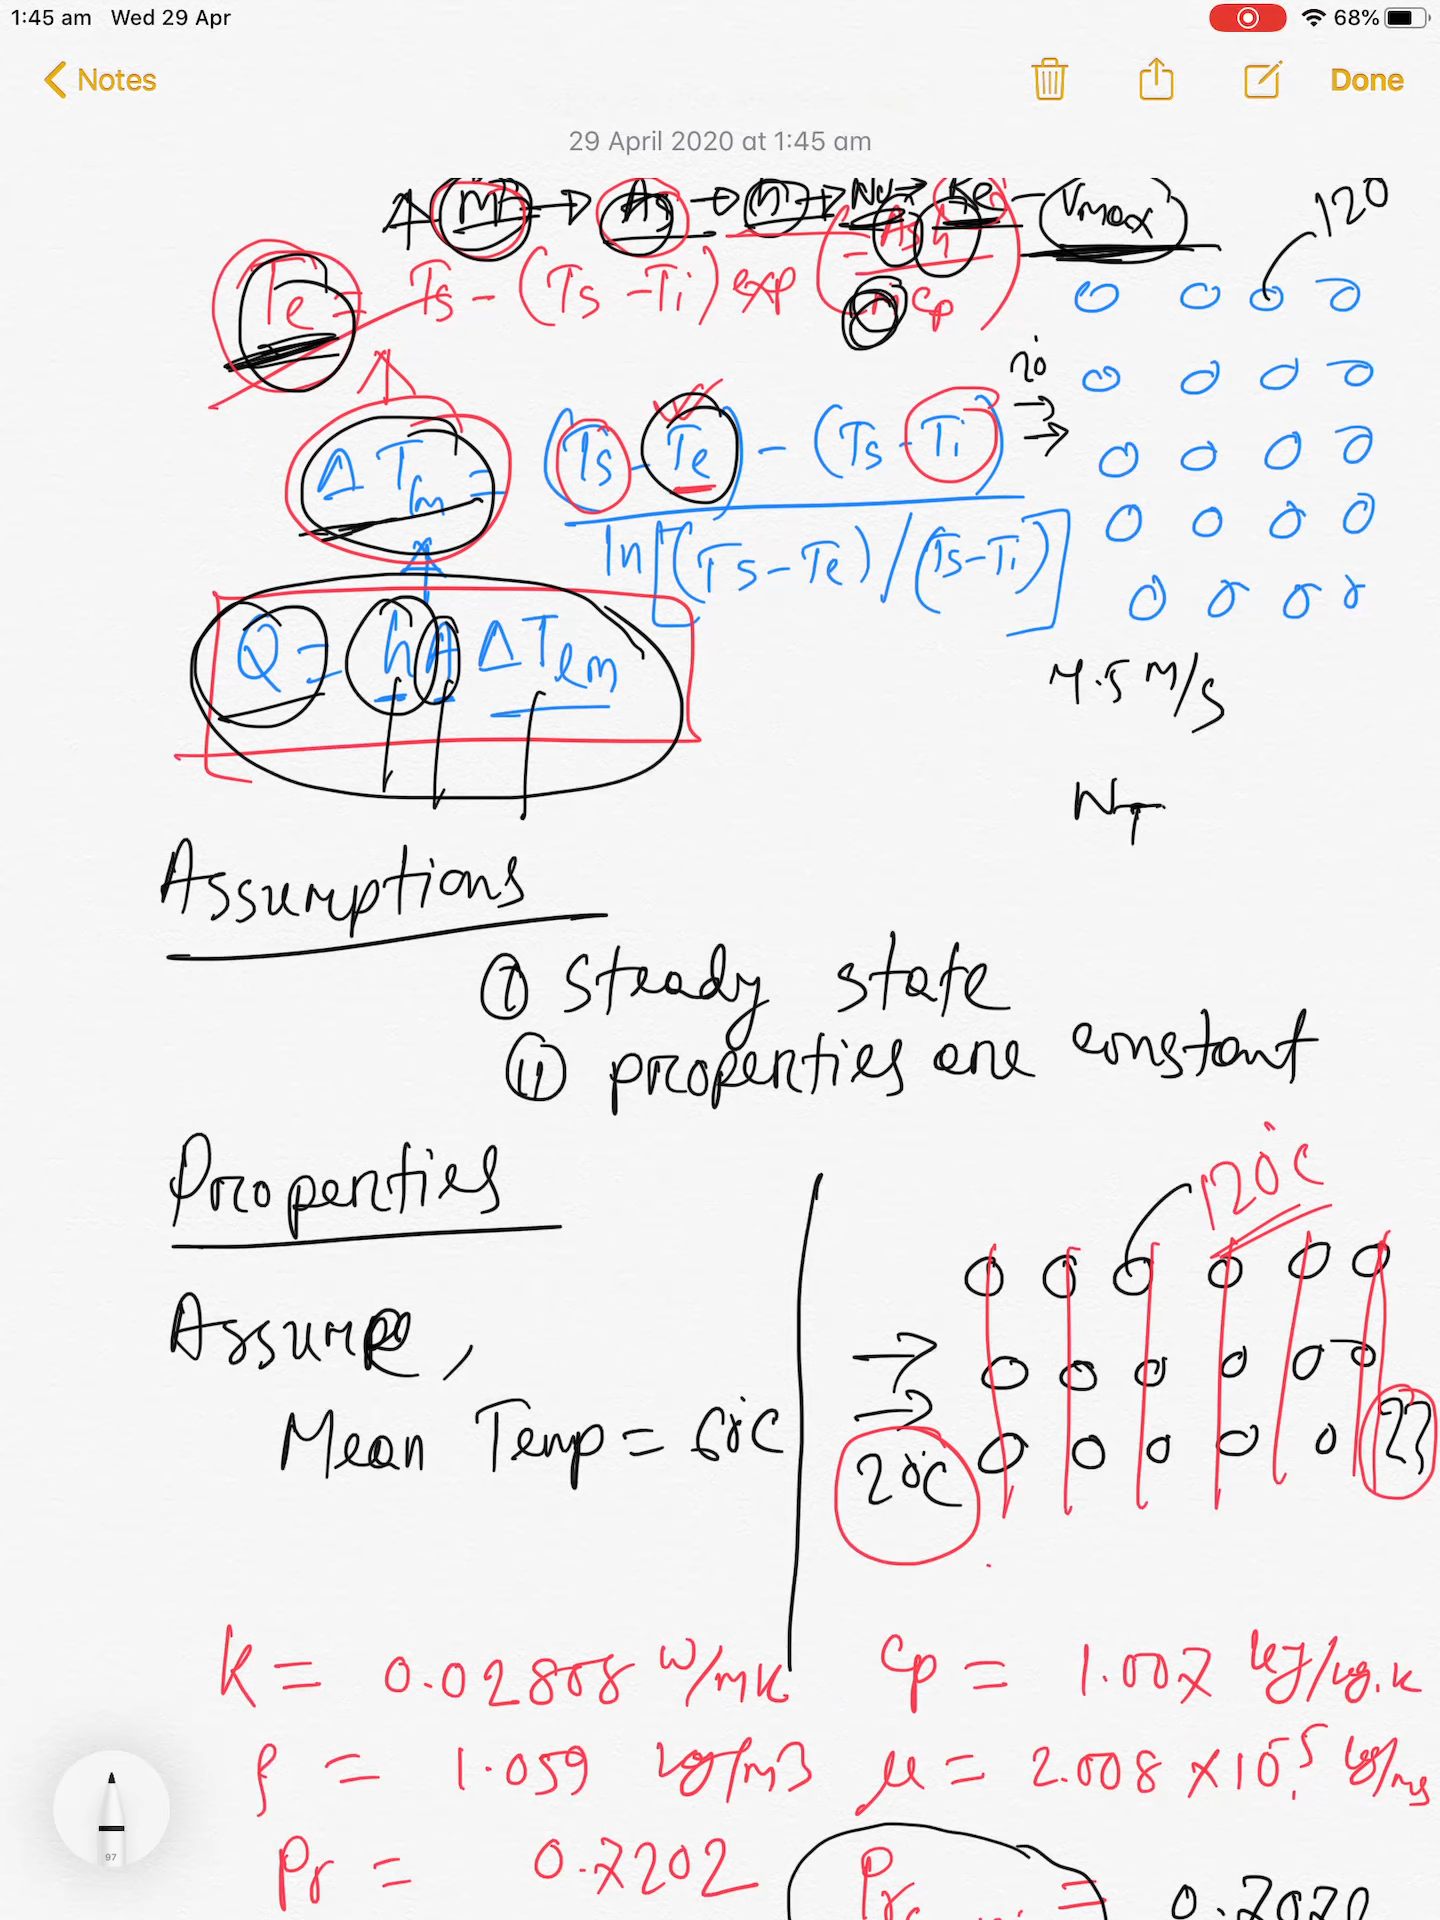 1:45 am Wed 29 Apr 68%
Notes Done
29 April 2020 at 1:45 am
ṁ → As → h → Nu → Re - Vmax
120
Te = Ts - (Ts - Ti) exp (- As h / ṁ Cp)
20
ΔTlm = (Ts - Te) - (Ts - Ti)
ln[(Ts - Te) / (Ts - Ti)]
Q = h A ΔTlm
4.5 m/s
NT
Assumptions
① Steady state
② properties are constant
Properties
120°C
Assume,
Mean Temp = 60°C
20°C
K = 0.02808 W/mK Cp = 1.007 kJ/kg.K
ρ = 1.059 kg/m3 μ = 2.008 × 10⁻⁵ kg/ms
97
Pr = 0.7202 Pr = 0.7020